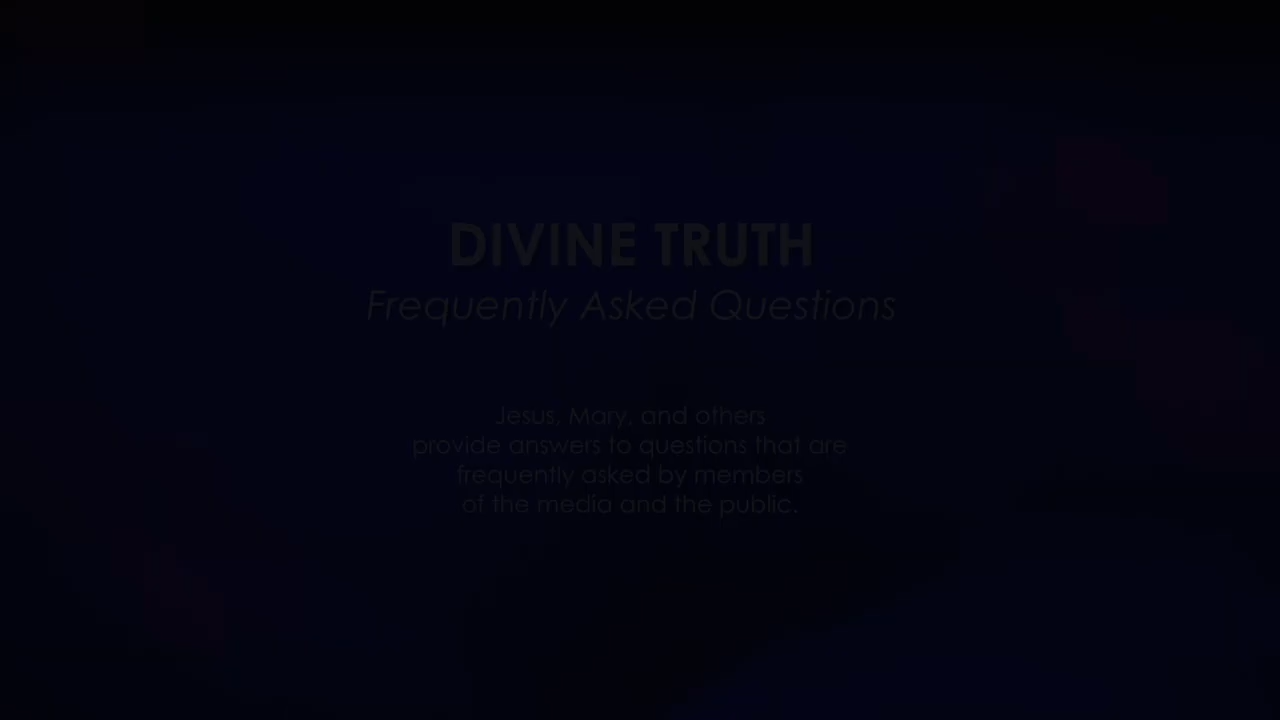 DIVINE TRUTH
Frequently Asked Questions
Jesus, Mary, and others
provide answers to questions that are
frequently asked by members
of the media and the public.